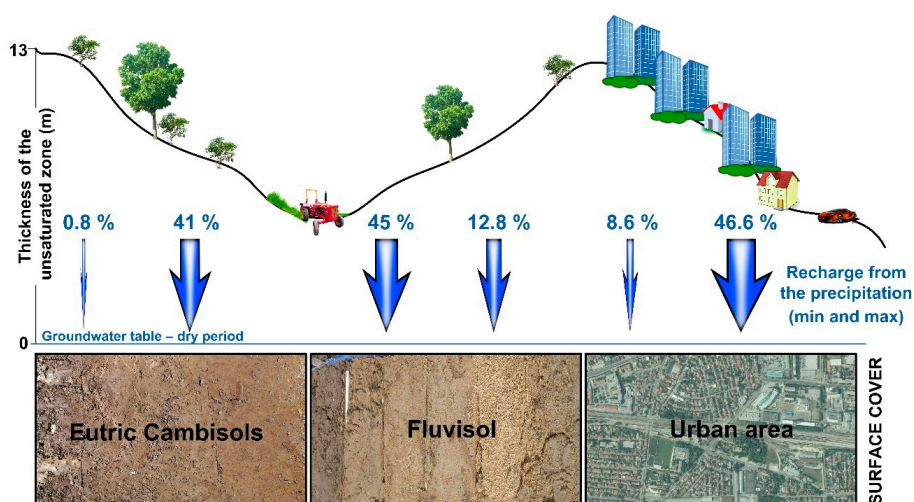 13
Thickness of the
unsaturated zone (m)
0.8 %
41 %
45 %
12.8 %
8.6 %
46.6 %
Recharge from
the precipitation
(min and max)
Groundwater table – dry period
0
Eutric Cambisols
Fluvisol
Urban area
SURFACE COVER